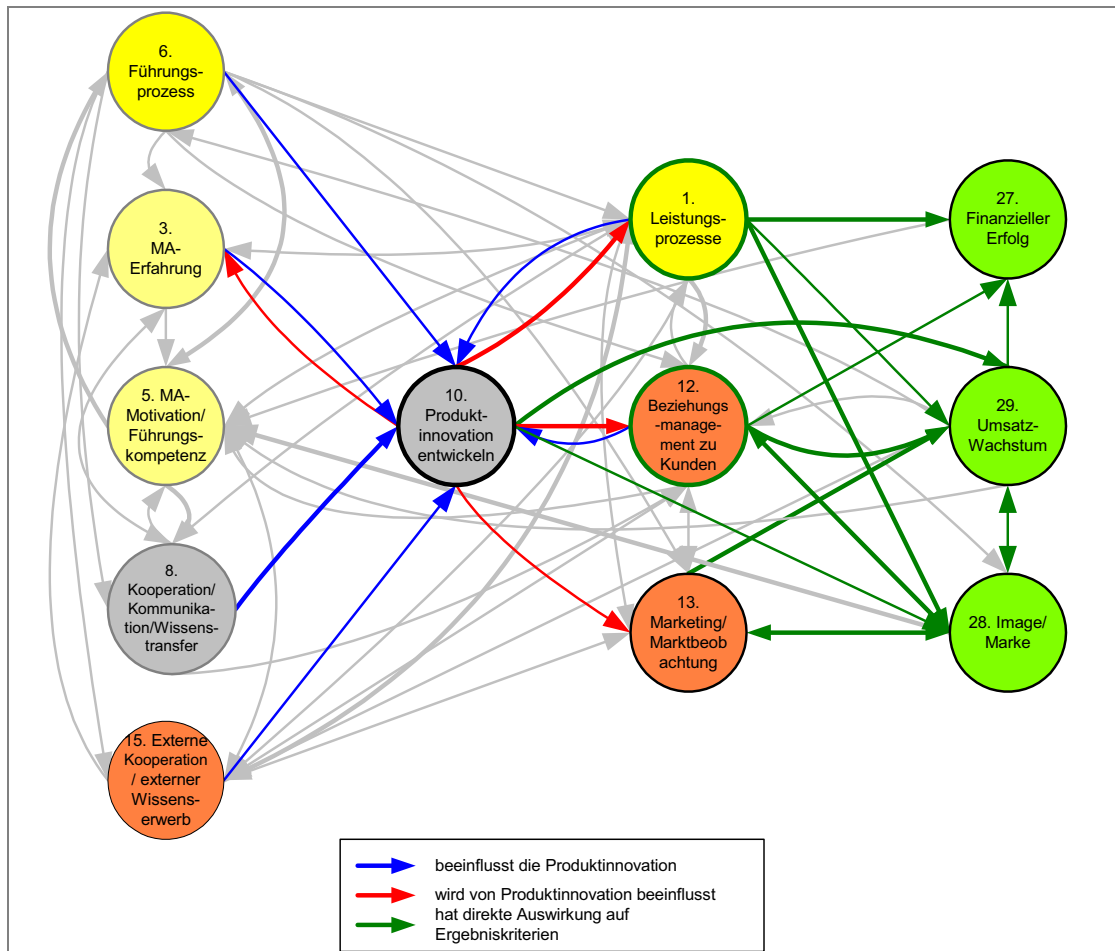 6.
Führungs-
prozess
3.
MA-
Erfahrung
5. MA-
Motivation/
Führungs-
kompetenz
8.
Kooperation/
Kommunika-
tion/Wissens-
transfer
15. Externe
Kooperation
/ externer
Wissens-
erwerb
10.
Produkt-
innovation
entwickeln
1.
Leistungs-
prozesse
12.
Beziehungs
-manage-
ment zu
Kunden
13.
Marketing/
Marktbeob
achtung
27.
Finanzieller
Erfolg
29.
Umsatz-
Wachstum
28. Image/
Marke
beeinflusst die Produktinnovation
wird von Produktinnovation beeinflusst
hat direkte Auswirkung auf
Ergebniskriterien